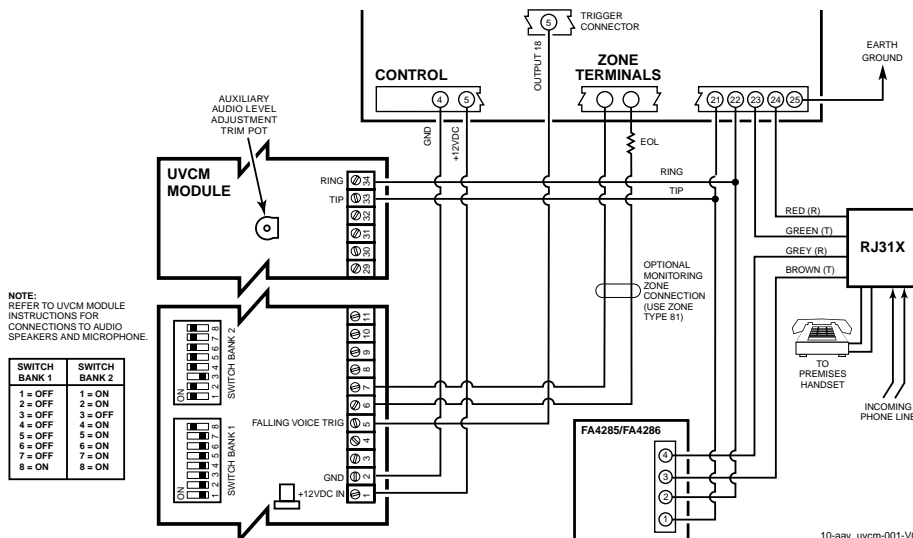 5
TRIGGER
CONNECTOR
OUTPUT 18
CONTROL
4 5
GND
+12VDC
ZONE
TERMINALS
EOL
21 22 23 24 25
EARTH
GROUND
AUXILIARY
AUDIO LEVEL
ADJUSTMENT
TRIM POT
UVCM
MODULE
RING 34
TIP 33
32
31
30
29
RING
TIP
RED (R)
GREEN (T)
GREY (R)
BROWN (T)
RJ31X
OPTIONAL
MONITORING
ZONE
CONNECTION
(USE ZONE
TYPE 81)
TO
PREMISES
HANDSET
INCOMING
PHONE LINE
NOTE:
REFER TO UVCM MODULE
INSTRUCTIONS FOR
CONNECTIONS TO AUDIO
SPEAKERS AND MICROPHONE.
SWITCH BANK 1 SWITCH BANK 2
1 = OFF 1 = ON
2 = OFF 2 = ON
3 = OFF 3 = OFF
4 = OFF 4 = ON
5 = OFF 5 = ON
6 = OFF 6 = ON
7 = OFF 7 = ON
8 = ON 8 = ON
ON
1 2 3 4 5 6 7 8
SWITCH BANK 2
ON
1 2 3 4 5 6 7 8
SWITCH BANK 1
11
10
9
8
7
6
FALLING VOICE TRIG 5
4
3
GND 2
+12VDC IN 1
FA4285/FA4286
4
3
2
1